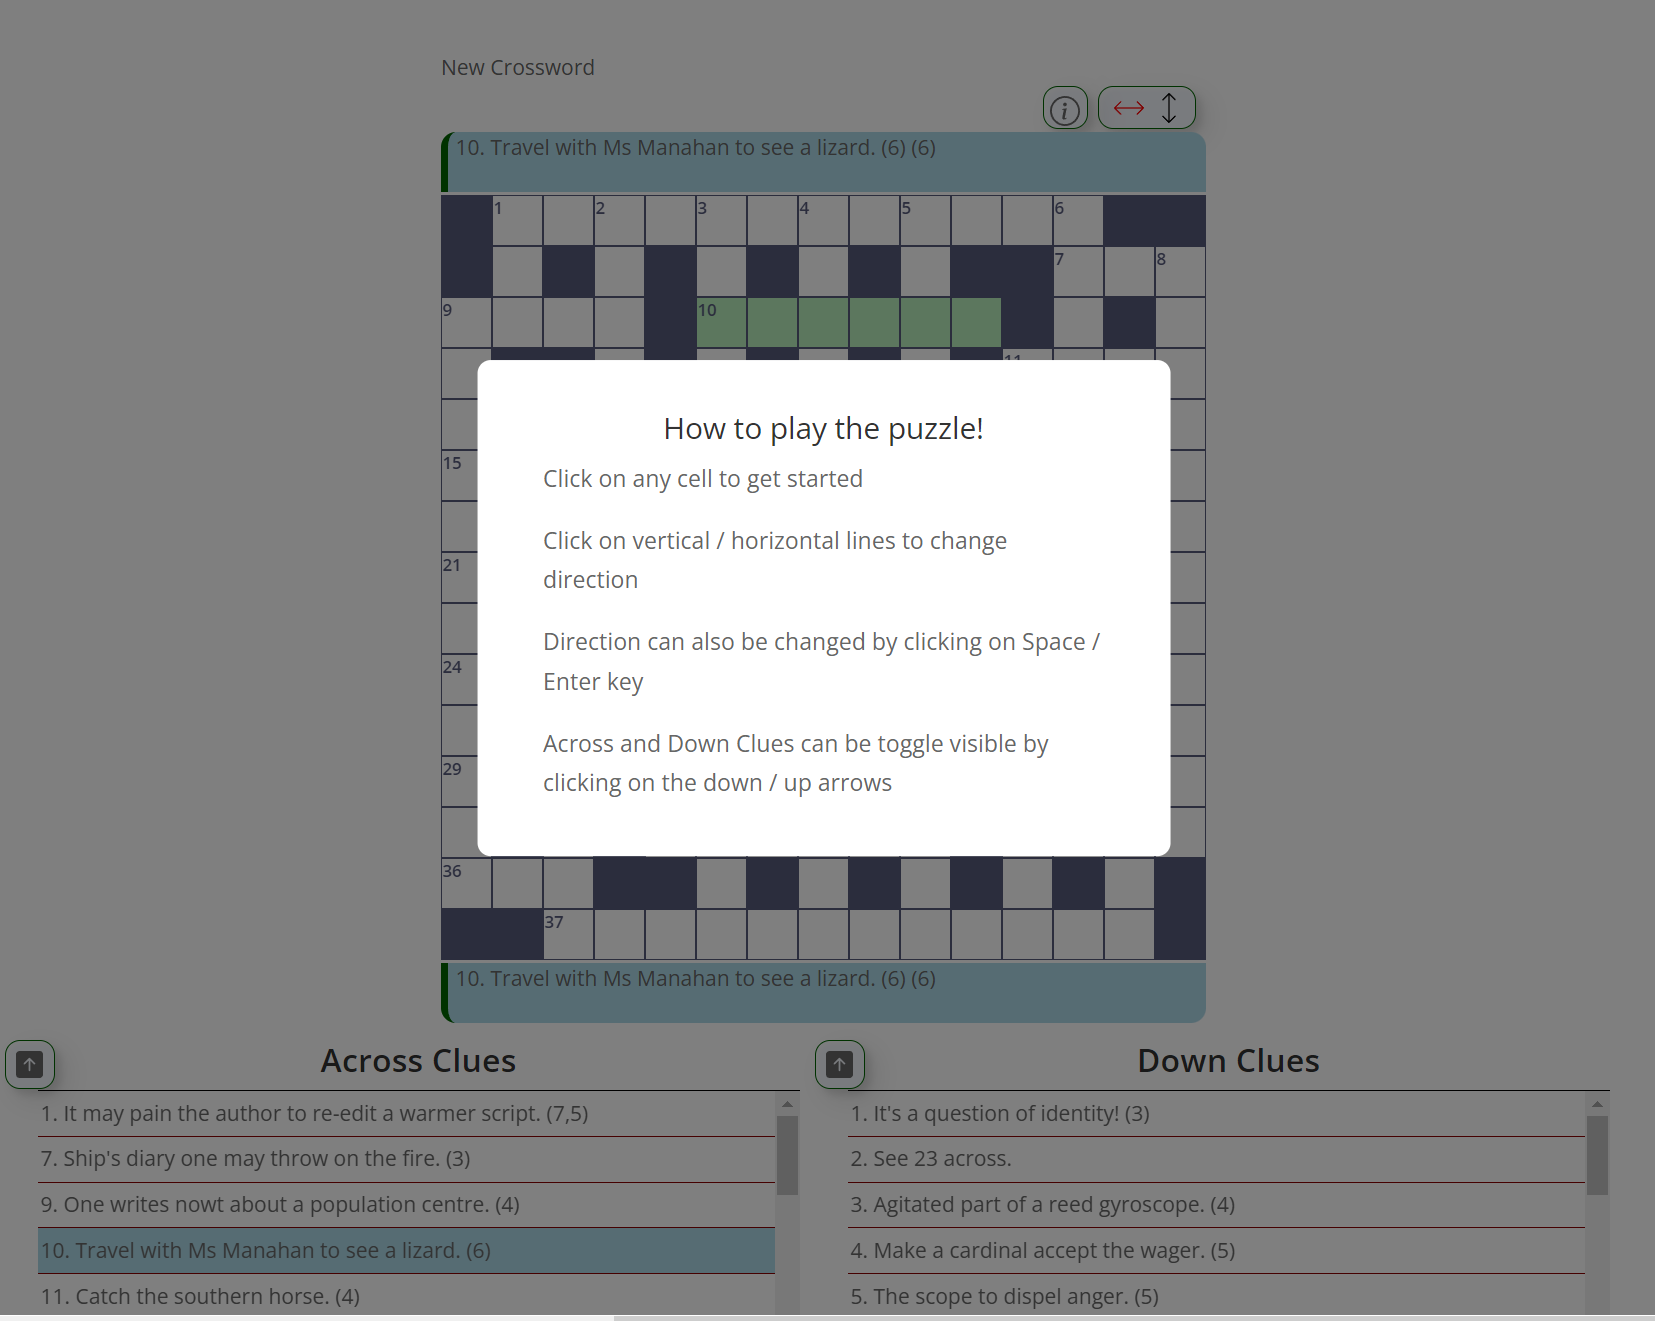 New Crossword
i
10. Travel with Ms Manahan to see a lizard. (6) (6)
1 2 3 4 5 6
7 8
9 10
11
How to play the puzzle!
Click on any cell to get started
15
Click on vertical / horizontal lines to change
direction
21
Direction can also be changed by clicking on Space /
24
Enter key
Across and Down Clues can be toggle visible by
29
clicking on the down / up arrows
36
37
10. Travel with Ms Manahan to see a lizard. (6) (6)
Across Clues
1. It may pain the author to re-edit a warmer script. (7,5)
7. Ship's diary one may throw on the fire. (3)
9. One writes nowt about a population centre. (4)
10. Travel with Ms Manahan to see a lizard. (6)
11. Catch the southern horse. (4)
Down Clues
1. It's a question of identity! (3)
2. See 23 across.
3. Agitated part of a reed gyroscope. (4)
4. Make a cardinal accept the wager. (5)
5. The scope to dispel anger. (5)